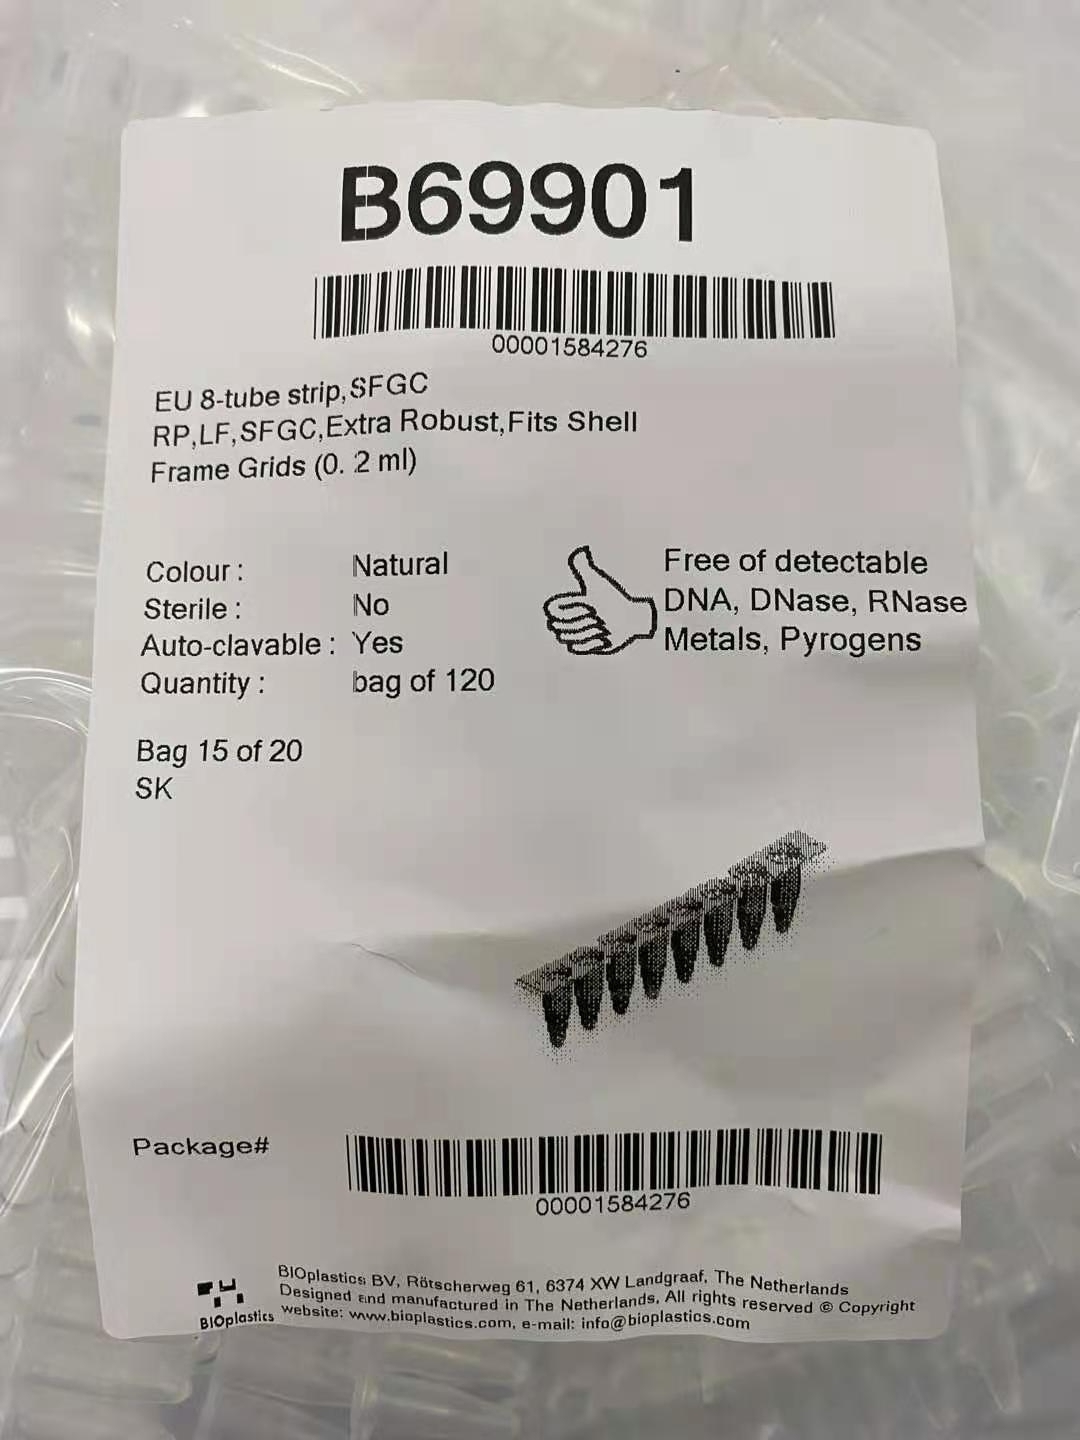 B69901
00001584276
EU 8-tube strip,SFGC
RP,LF,SFGC,Extra Robust,Fits Shell
Frame Grids (0. 2 ml)
Colour : Natural
Sterile : No
Auto-clavable : Yes
Quantity : bag of 120
Free of detectable
DNA, DNase, RNase
Metals, Pyrogens
Bag 15 of 20
SK
Package#
00001584276
BIOplastics
BIOplastics BV, Rötscherweg 61, 6374 XW Landgraaf, The Netherlands
Designed and manufactured in The Netherlands, All rights reserved © Copyright
website: www.bioplastics.com, e-mail: info@bioplastics.com